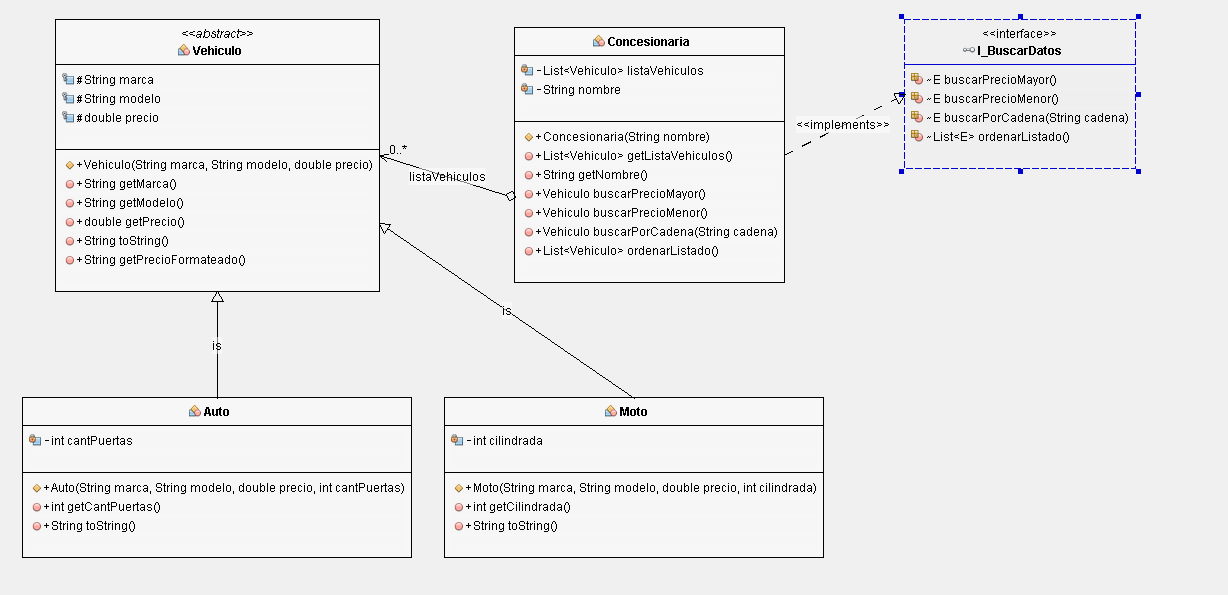 <<abstract>>
Vehiculo
#String marca
#String modelo
#double precio
+Vehiculo(String marca, String modelo, double precio)
+String getMarca()
+String getModelo()
+double getPrecio()
+String toString()
+String getPrecioFormateado()
Concesionaria
-List<Vehiculo> listaVehiculos
-String nombre
+Concesionaria(String nombre)
+List<Vehiculo> getListaVehiculos()
+String getNombre()
+Vehiculo buscarPrecioMayor()
+Vehiculo buscarPrecioMenor()
+Vehiculo buscarPorCadena(String cadena)
+List<Vehiculo> ordenarListado()
<<interface>>
I_BuscarDatos
~E buscarPrecioMayor()
~E buscarPrecioMenor()
~E buscarPorCadena(String cadena)
~List<E> ordenarListado()
<<implements>>
_0..*
listaVehiculos
is
is
Auto
-int cantPuertas
+Auto(String marca, String modelo, double precio, int cantPuertas)
+int getCantPuertas()
+String toString()
Moto
-int cilindrada
+Moto(String marca, String modelo, double precio, int cilindrada)
+int getCilindrada()
+String toString()